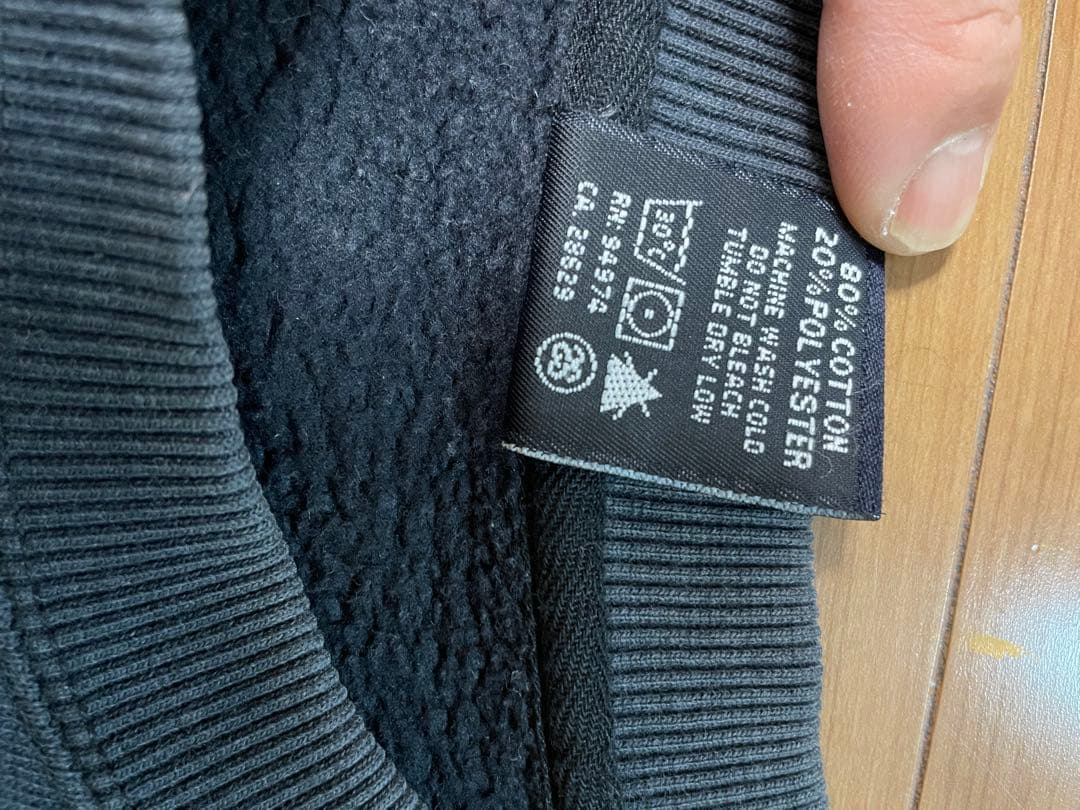 80% COTTON
20% POLYESTER
MACHINE WASH COLD
DO NOT BLEACH
TUMBLE DRY LOW
30°C
RN: 94974
CA. 28629